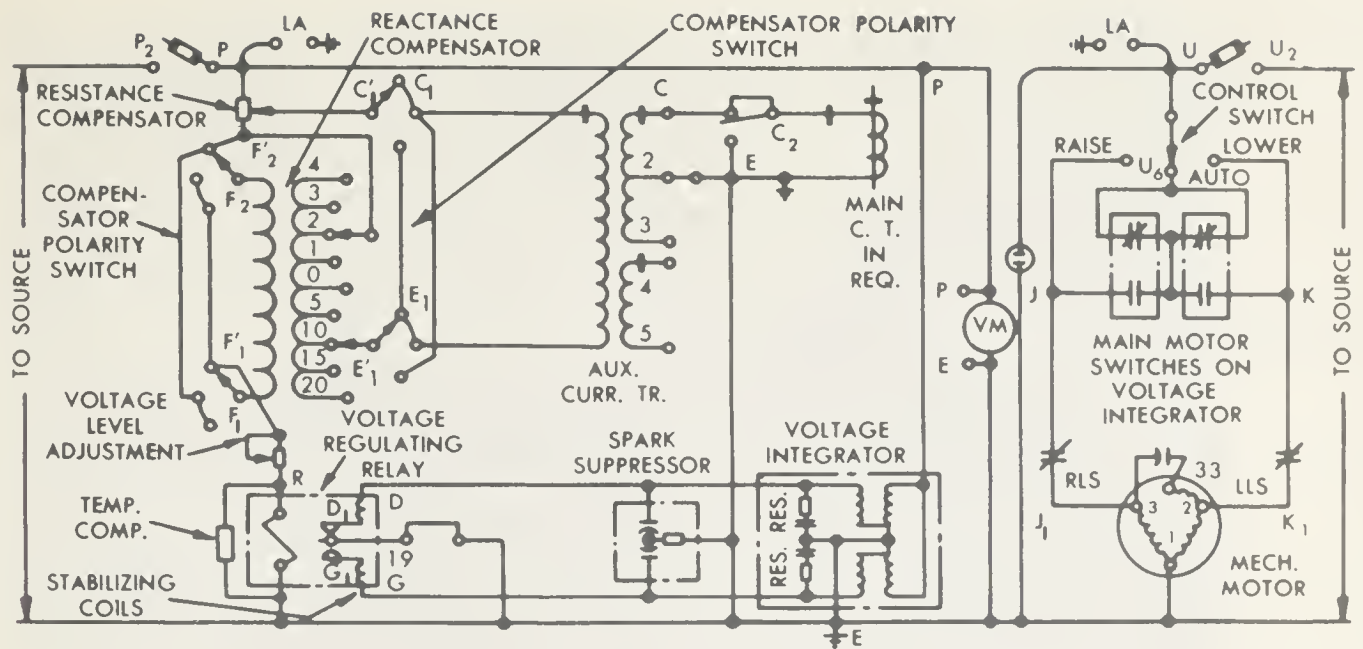 LA
REACTANCE
COMPENSATOR
COMPENSATOR POLARITY
SWITCH
LA
P₂
P
U
U₂
RESISTANCE
COMPENSATOR
C'₁
C₁
C
P
CONTROL
SWITCH
C₂
RAISE
LOWER
F'₂
4
3
2
1
0
5
10
15
20
2
E
U₆
AUTO
F₂
COMPEN-
SATOR
POLARITY
SWITCH
3
MAIN
C. T.
IN
REQ.
4
5
E₁
E'₁
P
VM
E
J
K
TO SOURCE
TO SOURCE
F'₁
F₁
AUX.
CURR. TR.
MAIN MOTOR
SWITCHES ON
VOLTAGE
INTEGRATOR
VOLTAGE
LEVEL
ADJUSTMENT
VOLTAGE
REGULATING
RELAY
SPARK
SUPPRESSOR
VOLTAGE
INTEGRATOR
R
D
D₁
19
G₁
G
RES.
RES.
RLS
33
LLS
3
2
1
J₁
K₁
TEMP.
COMP.
STABILIZING
COILS
MECH.
MOTOR
E